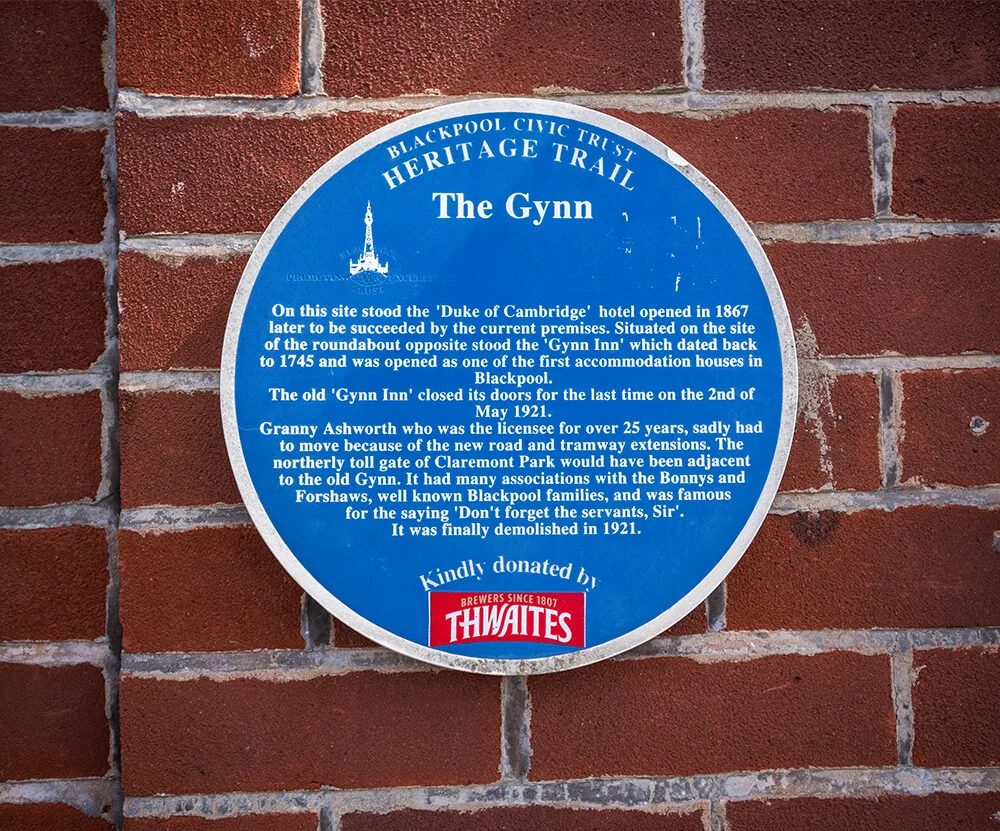 BLACKPOOL CIVIC TRUST
HERITAGE TRAIL
The Gynn
TRUST
On this site stood the 'Duke of Cambridge' hotel opened in 1867
later to be succeeded by the current premises. Situated on the site
of the roundabout opposite stood the 'Gynn Inn' which dated back
to 1745 and was opened as one of the first accommodation houses in
Blackpool.
The old 'Gynn Inn' closed its doors for the last time on the 2nd of
May 1921.
Granny Ashworth who was the licensee for over 25 years, sadly had
to move because of the new road and tramway extensions. The
northerly toll gate of Claremont Park would have been adjacent
to the old Gynn. It had many associations with the Bonnys and
Forshaws, well known Blackpool families, and was famous
for the saying 'Don't forget the servants, Sir'.
It was finally demolished in 1921.
Kindly donated by
BREWERS SINCE 1807
THWAITES